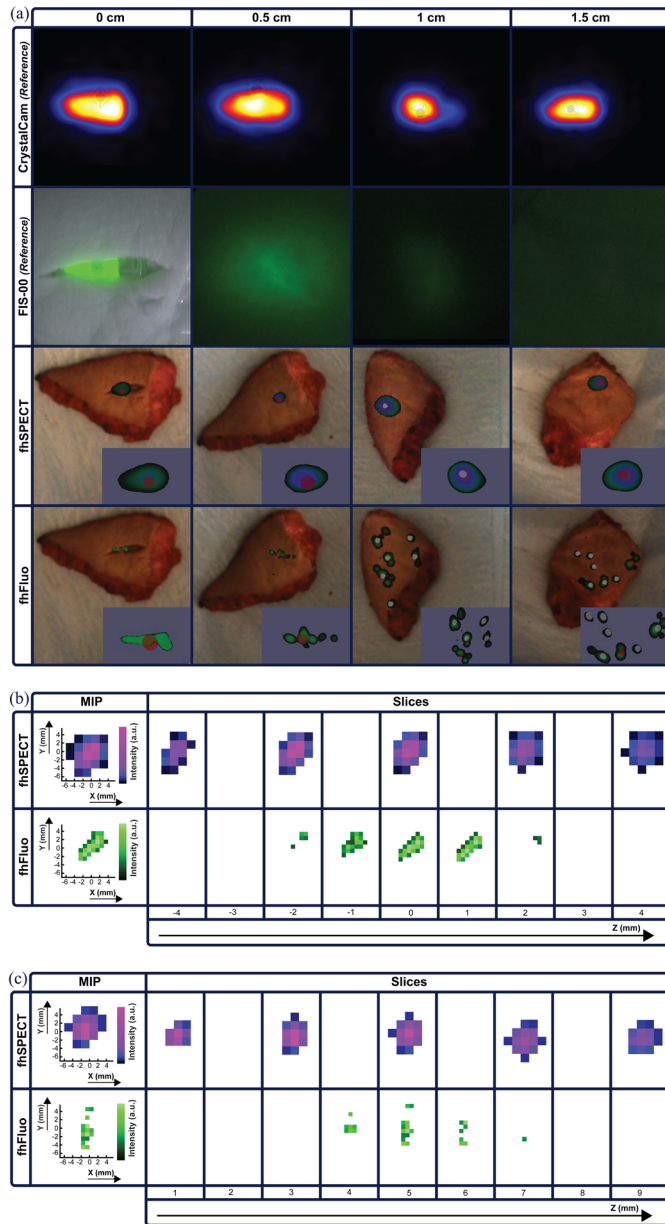 (a)
0 cm 0.5 cm 1 cm 1.5 cm
CrystalCam (Reference)
FIS-00 (Reference)
fhSPECT
fhFluo
(b)
MIP Slices
fhSPECT
Y (mm)
4
2
0
-2
-4
-6
-6 -4 -2 0 2 4
X (mm)
Intensity (a.u.)
fhFluo
Y (mm)
4
2
0
-2
-4
-6
-6 -4 -2 0 2 4
X (mm)
Intensity (a.u.)
-4 -3 -2 -1 0 1 2 3 4
Z (mm)
(c)
MIP Slices
fhSPECT
Y (mm)
4
2
0
-2
-4
-6
-6 -4 -2 0 2 4
X (mm)
Intensity (a.u.)
fhFluo
Y (mm)
4
2
0
-2
-4
-6
-6 -4 -2 0 2 4
X (mm)
Intensity (a.u.)
1 2 3 4 5 6 7 8 9
Z (mm)